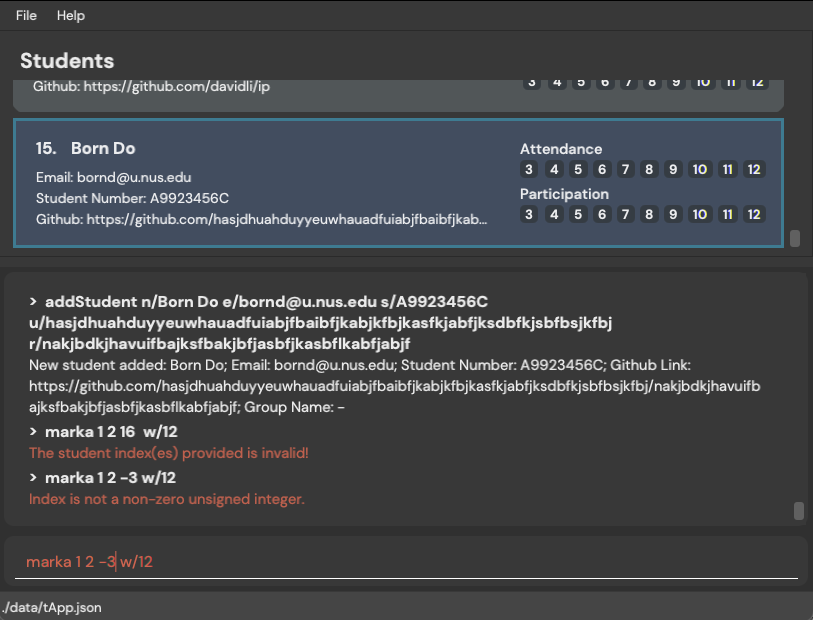 File Help
Students
Github: https://github.com/davidli/ip
3 4 5 6 7 8 9 10 11 12
15. Born Do
Email: bornd@u.nus.edu
Student Number: A9923456C
Github: https://github.com/hasjdhuahduyyeuwhauadfuiabjfbaibfjkab...
Attendance
3 4 5 6 7 8 9 10 11 12
Participation
3 4 5 6 7 8 9 10 11 12
> addStudent n/Born Do e/bornd@u.nus.edu s/A9923456C
u/hasjdhuahduyyeuwhauadfuiabjfbaibfjkabjkfbjkasfkjabfjksdbfkjsbfbsjkfbj
r/nakjbdkjhavuifbajksfbakjbfjasbfjkasbflkabfjabjf
New student added: Born Do; Email: bornd@u.nus.edu; Student Number: A9923456C; Github Link:
https://github.com/hasjdhuahduyyeuwhauadfuiabjfbaibfjkabjkfbjkasfkjabfjksdbfkjsbfbsjkfbj/nakjbdkjhavuifb
ajksfbakjbfjasbfjkasbflkabfjabjf; Group Name: -
> marka 1 2 16 w/12
The student index(es) provided is invalid!
> marka 1 2 -3 w/12
Index is not a non-zero unsigned integer.
marka 1 2 -3 w/12
./data/tApp.json